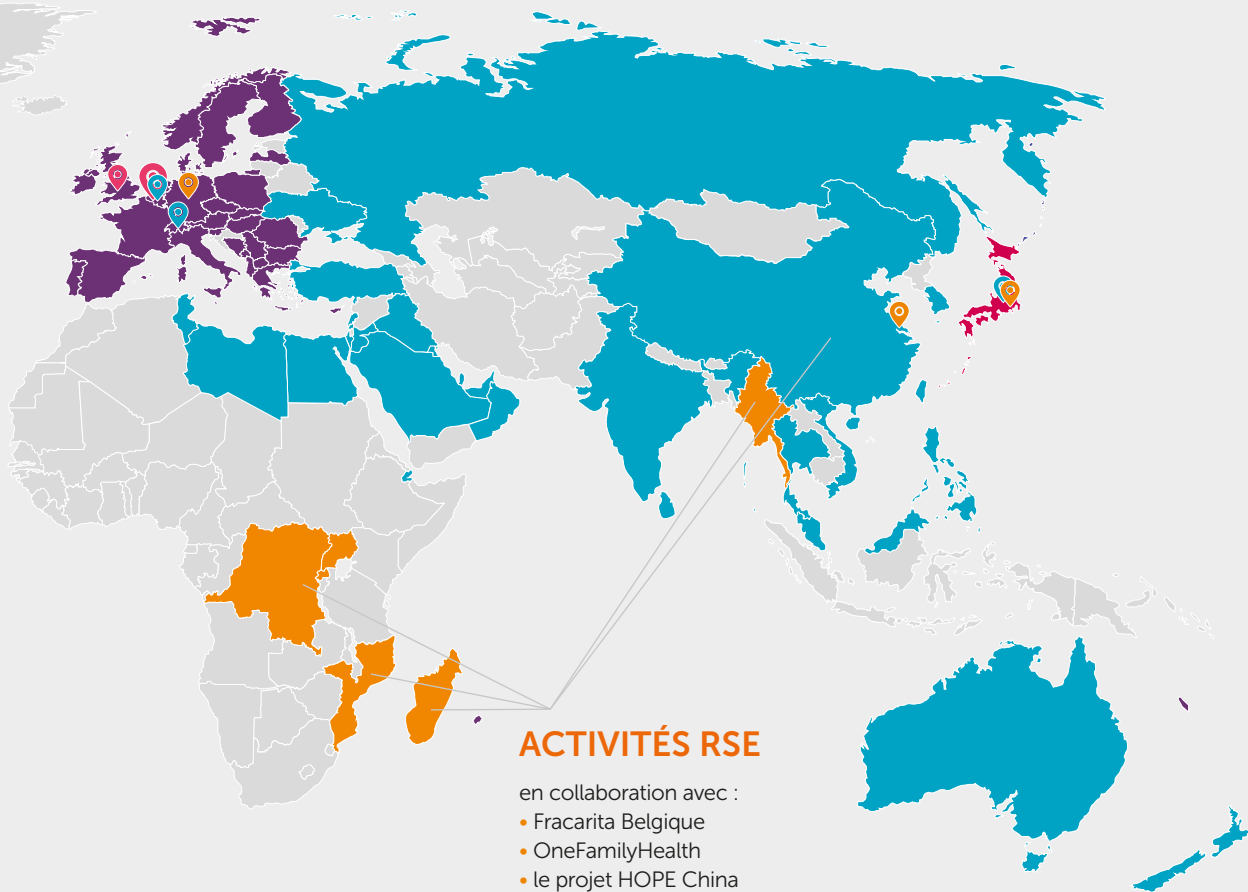 ACTIVITÉS RSE
en collaboration avec :
• Fracarita Belgique
• OneFamilyHealth
• le projet HOPE China